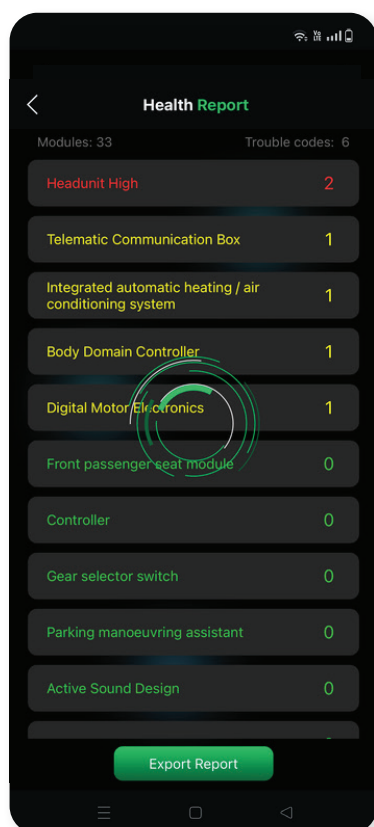 Vo
LTE
Health Report
Modules: 33
Trouble codes: 6
Headunit High 2
Telematic Communication Box 1
Integrated automatic heating / air
conditioning system 1
Body Domain Controller 1
Digital Motor Electronics 1
Front passenger seat module 0
Controller 0
Gear selector switch 0
Parking manoeuvring assistant 0
Active Sound Design 0
Export Report